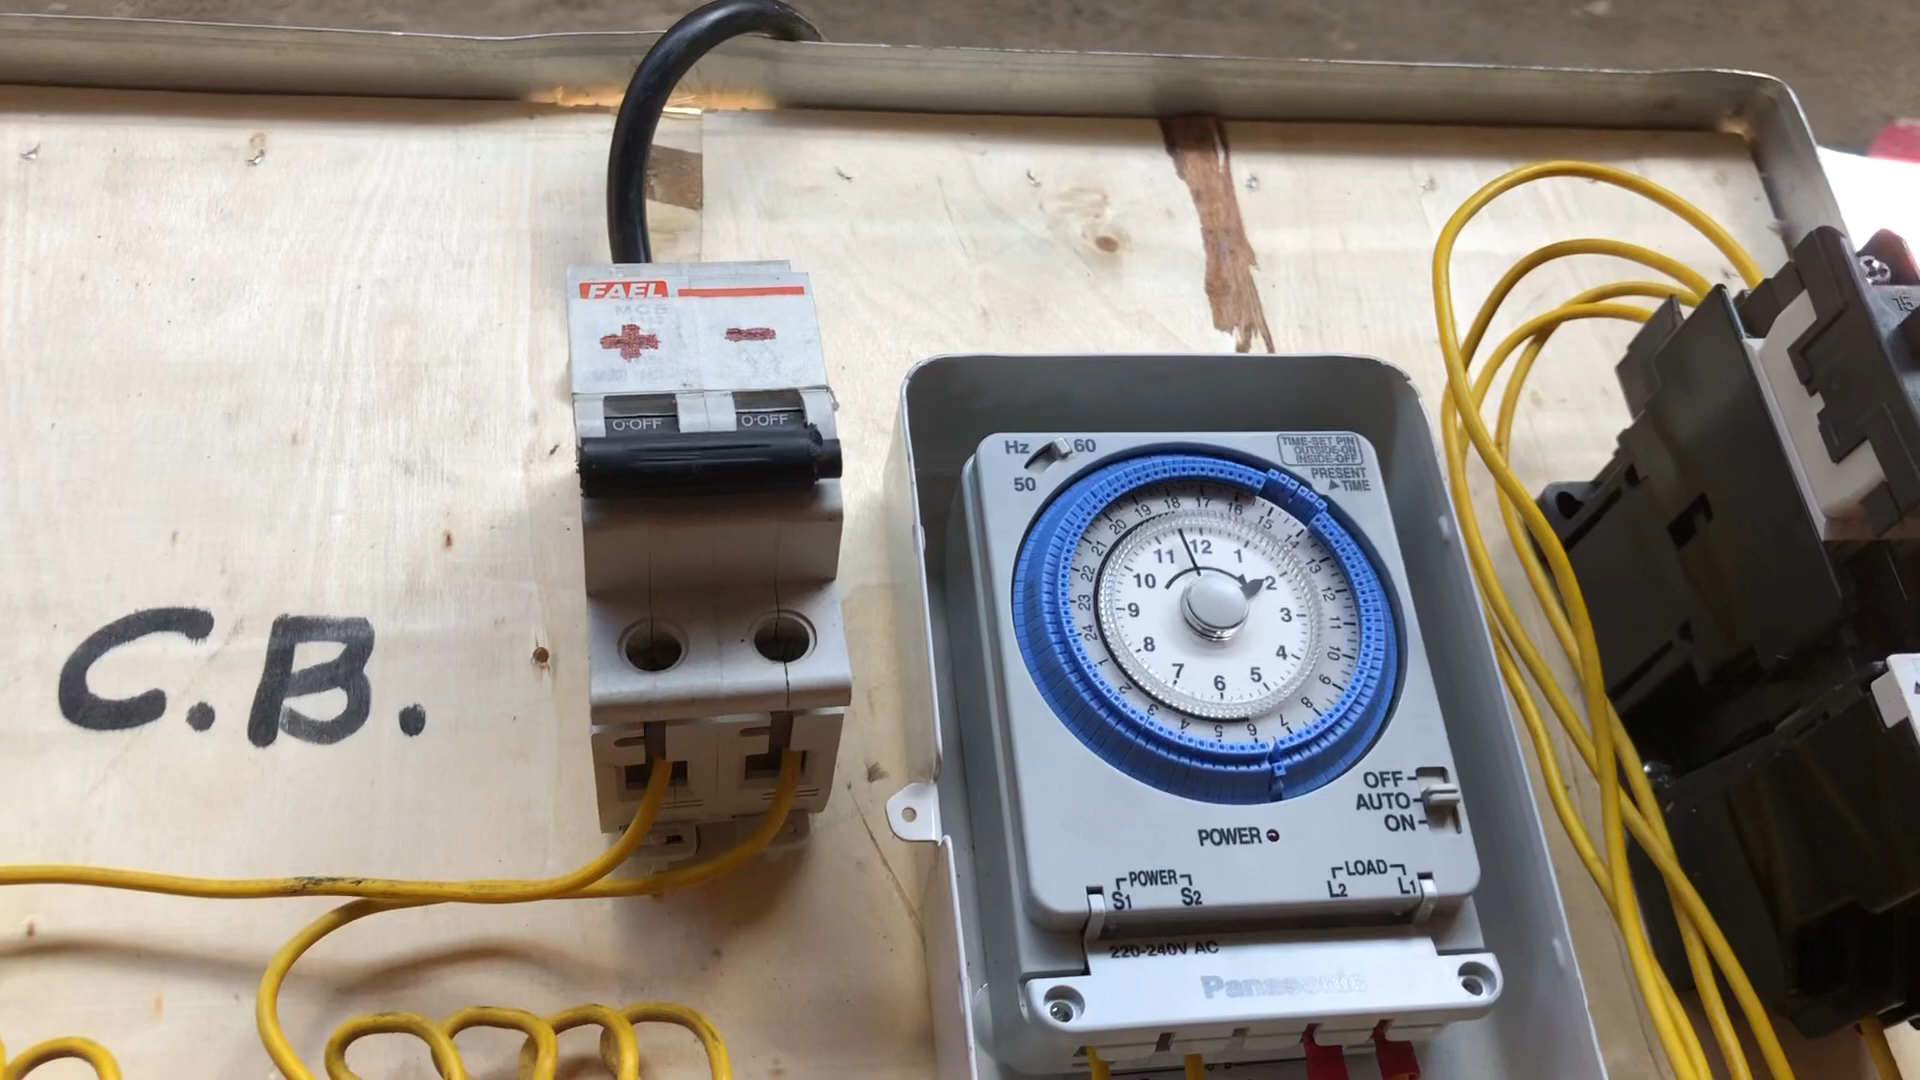 FAEL
MCB
+ -
O·OFF O·OFF
C.B.
Hz 60
50
TIME-SET PIN
OUTSIDE-ON
INSIDE-OFF
PRESENT
▲TIME
1 2 3 4 5 6 7 8 9 10 11 12 13 14 15 16 17 18 19 20 21 22 23 24
12 1 2 3 4 5 6 7 8 9 10 11
OFF
AUTO
ON
POWER
POWER
S1 S2
LOAD
L2 L1
220-240V AC
Panasonic
15